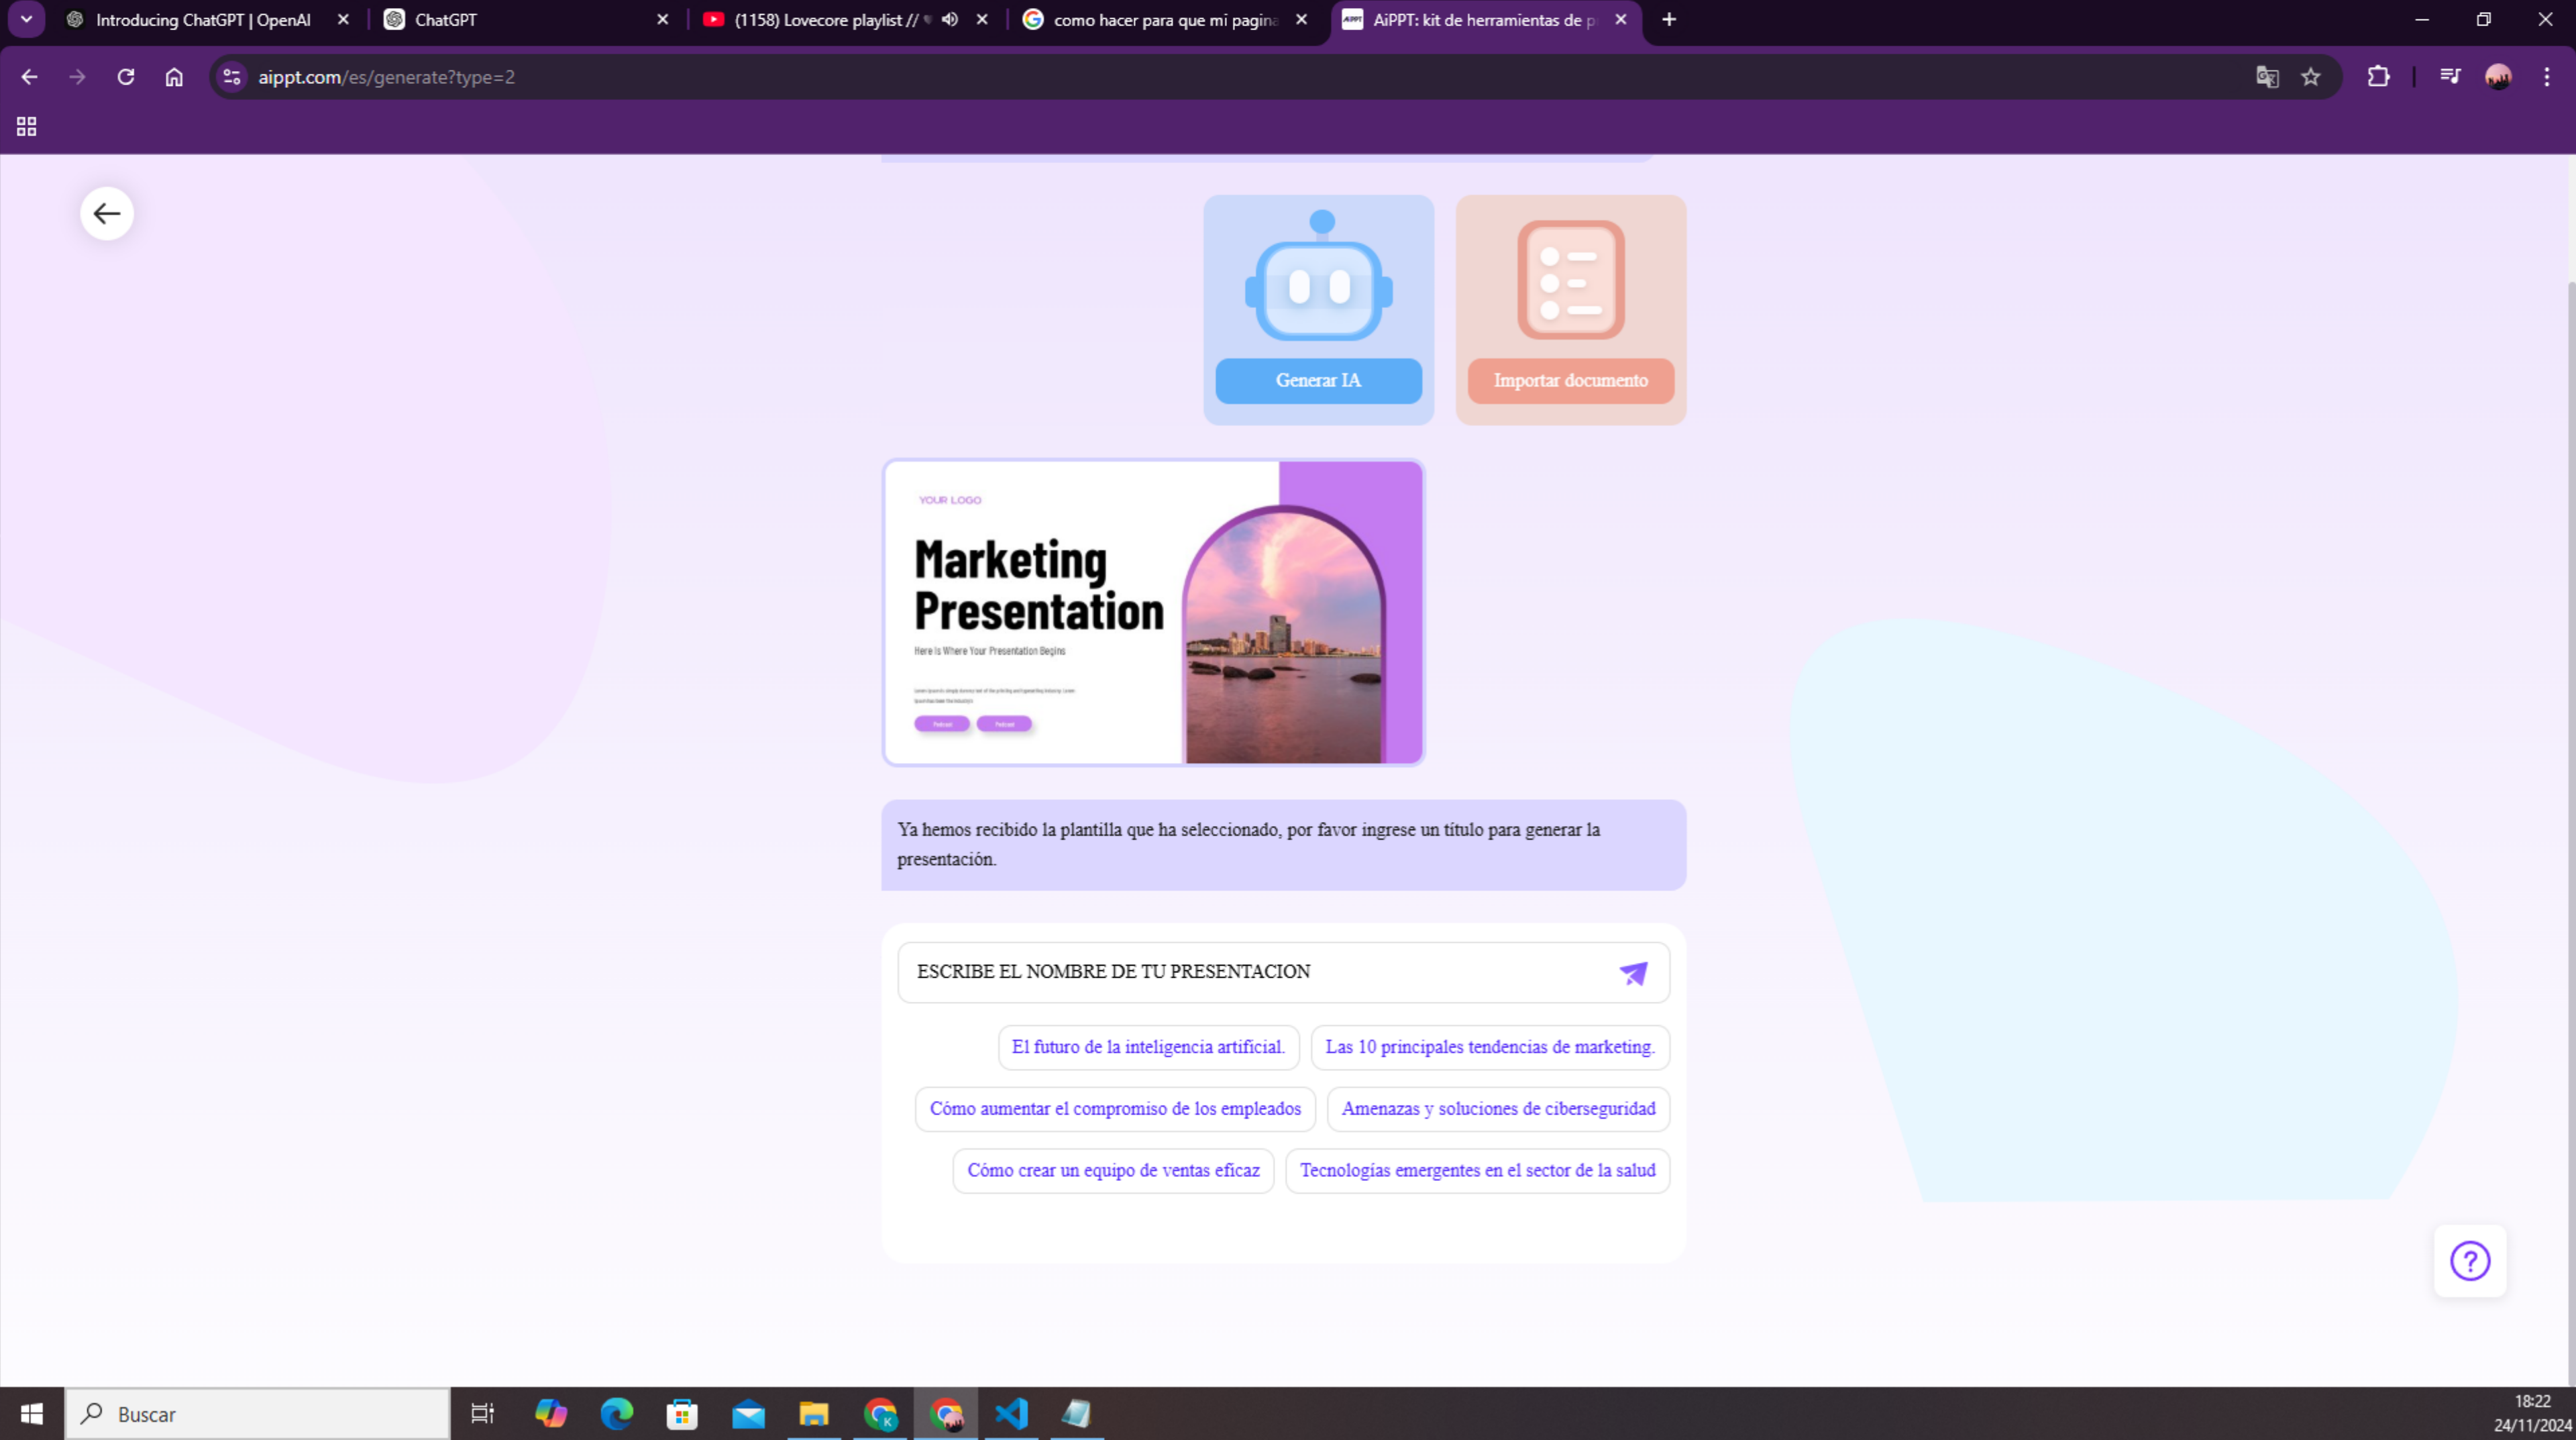 Introducing ChatGPT | OpenAI
ChatGPT
(1158) Lovecore playlist //
como hacer para que mi pagina
AiPPT: kit de herramientas de p
aippt.com/es/generate?type=2
Generar IA
Importar documento
YOUR LOGO
Marketing
Presentation
Here Is Where Your Presentation Begins
Podcast
Podcast
Ya hemos recibido la plantilla que ha seleccionado, por favor ingrese un título para generar la
presentación.
ESCRIBE EL NOMBRE DE TU PRESENTACION
El futuro de la inteligencia artificial.
Las 10 principales tendencias de marketing.
Cómo aumentar el compromiso de los empleados
Amenazas y soluciones de ciberseguridad
Cómo crear un equipo de ventas eficaz
Tecnologías emergentes en el sector de la salud
Buscar
K
18:22
24/11/2024